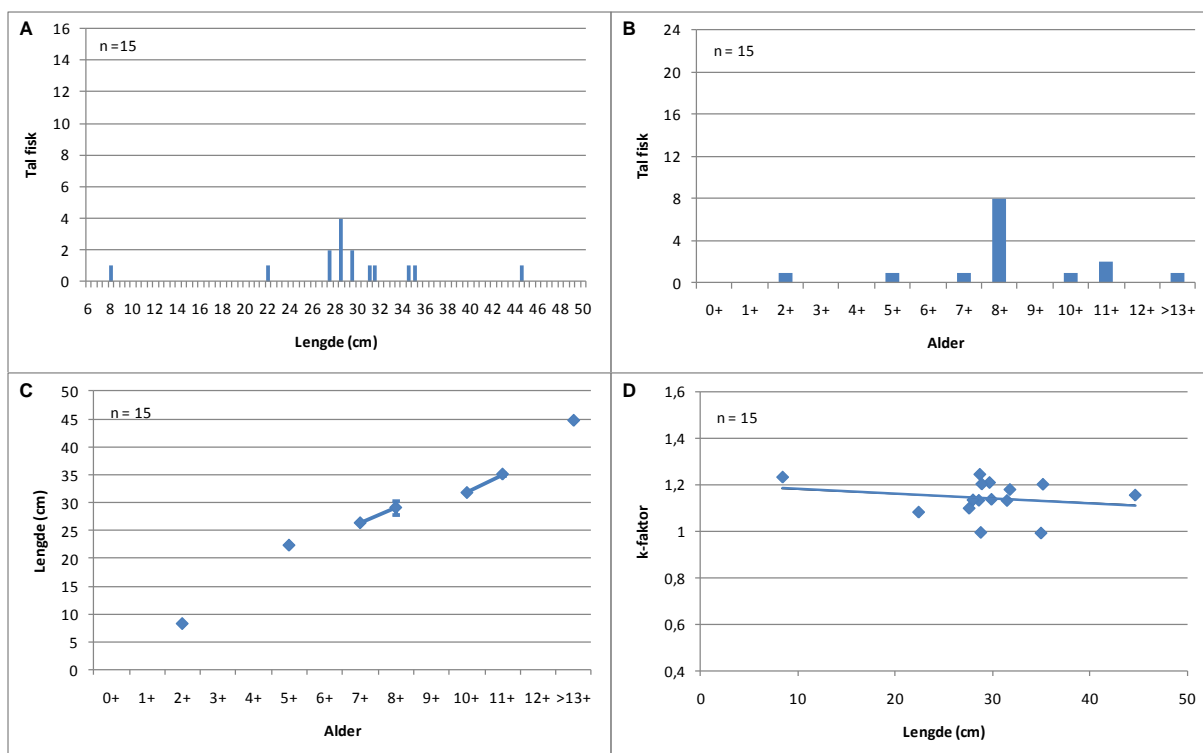 A
n =15
16
14
12
10
8
6
4
2
0
Tal fisk
6 8 10 12 14 16 18 20 22 24 26 28 30 32 34 36 38 40 42 44 46 48 50
Lengde (cm)
B
n = 15
24
20
16
12
8
4
0
Tal fisk
0+ 1+ 2+ 3+ 4+ 5+ 6+ 7+ 8+ 9+ 10+ 11+ 12+ >13+
Alder
C
n = 15
50
45
40
35
30
25
20
15
10
5
0
Lengde (cm)
0+ 1+ 2+ 3+ 4+ 5+ 6+ 7+ 8+ 9+ 10+ 11+ 12+ >13+
Alder
D
n = 15
1,6
1,4
1,2
1
0,8
0,6
0,4
k-faktor
0 10 20 30 40 50
Lengde (cm)